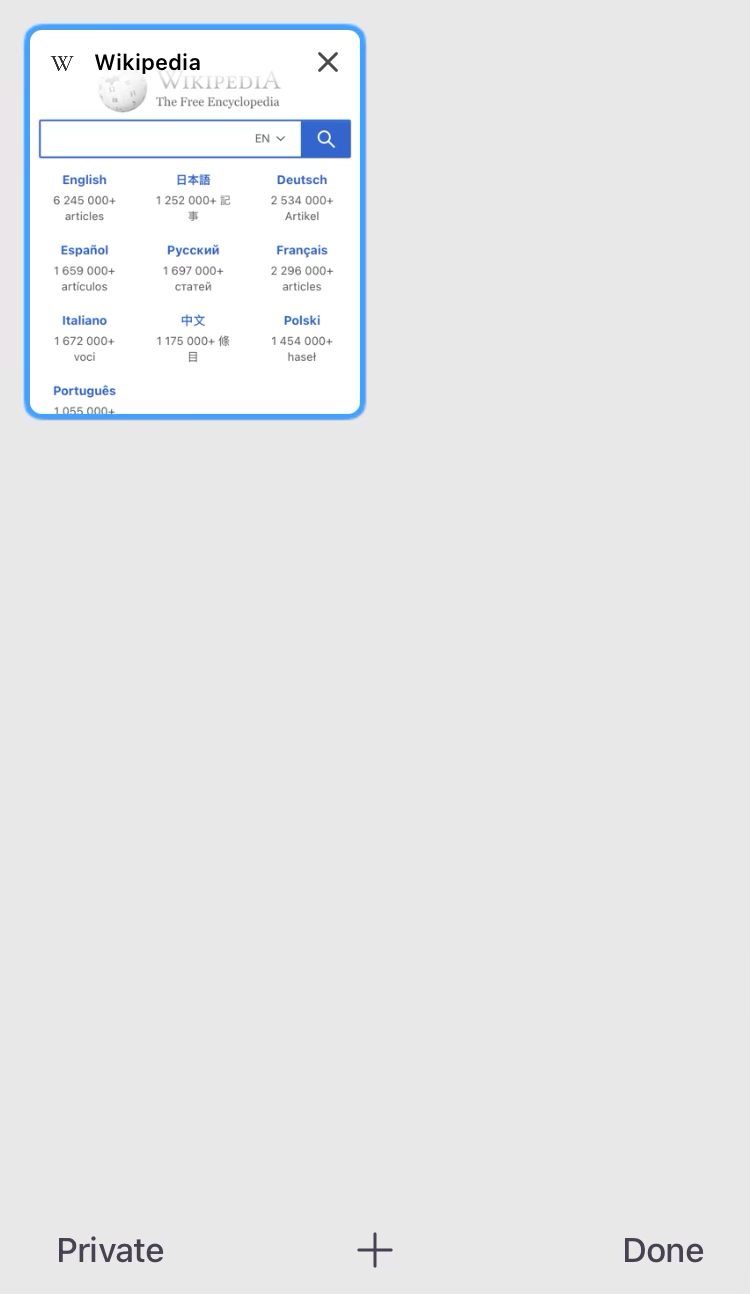 W Wikipedia
WIKIPEDIA
The Free Encyclopedia
EN
English 日本語 Deutsch
6 245 000+ 1 252 000+ 記 2 534 000+
articles 事 Artikel
Español Русский Français
1 659 000+ 1 697 000+ 2 296 000+
artículos статей articles
Italiano 中文 Polski
1 672 000+ 1 175 000+ 條 1 454 000+
voci 目 haseł
Português
1 055 000+
Private Done